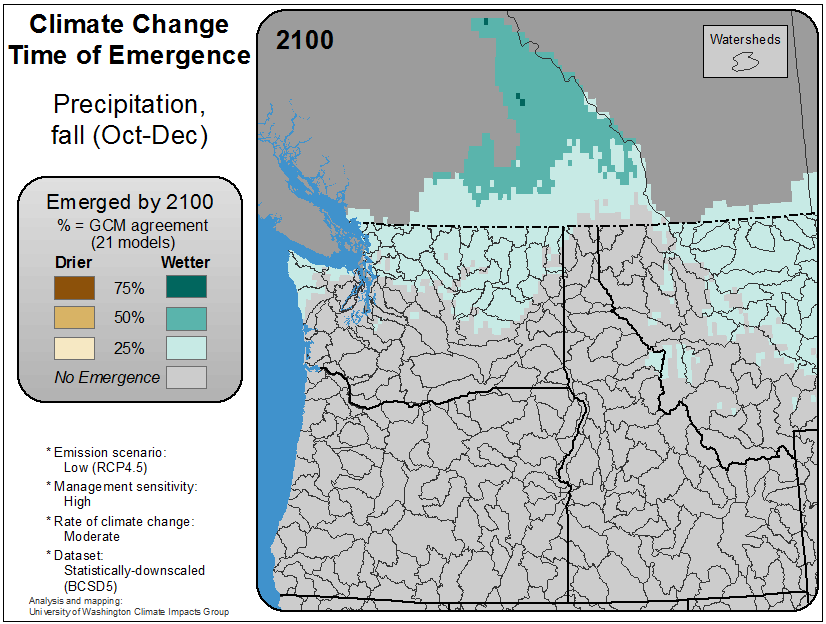 Climate Change
Time of Emergence
Precipitation,
fall (Oct-Dec)
Emerged by 2100
% = GCM agreement
(21 models)
Drier Wetter
75%
50%
25%
No Emergence
* Emission scenario:
Low (RCP4.5)
* Management sensitivity:
High
* Rate of climate change:
Moderate
* Dataset:
Statistically-downscaled
(BCSD5)
Analysis and mapping:
University of Washington Climate Impacts Group
2100
Watersheds